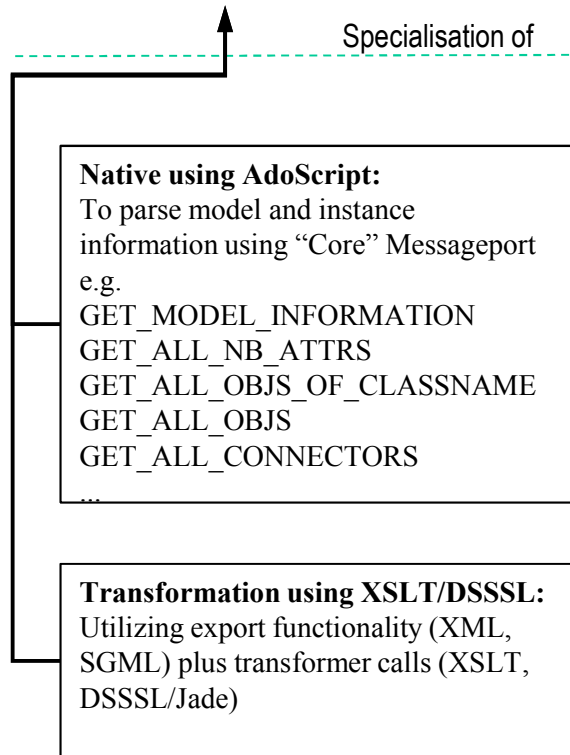 Specialisation of
Native using AdoScript:
To parse model and instance
information using “Core” Messageport
e.g.
GET_MODEL_INFORMATION
GET_ALL_NB_ATTRS
GET_ALL_OBJS_OF_CLASSNAME
GET_ALL_OBJS
GET_ALL_CONNECTORS
...
Transformation using XSLT/DSSSL:
Utilizing export functionality (XML,
SGML) plus transformer calls (XSLT,
DSSSL/Jade)